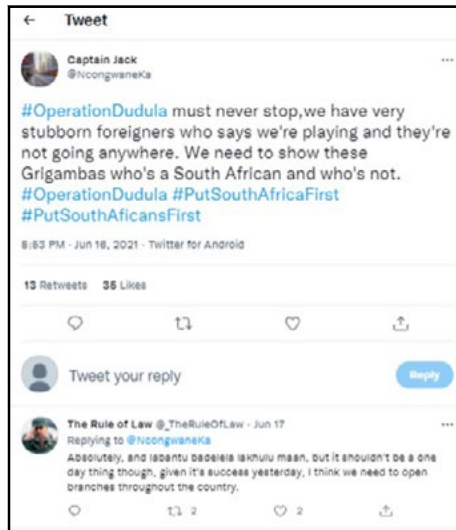 Tweet
Captain Jack
@NcongwaneKa
#OperationDudula must never stop,we have very
stubborn foreigners who says we're playing and they're
not going anywhere. We need to show these
Grigambas who's a South African and who's not.
#OperationDudula #PutSouthAfricaFirst
#PutSouthAficansFirst
5:53 PM · Jun 16, 2021 · Twitter for Android
13 Retweets 35 Likes
Tweet your reply
Reply
The Rule of Law @_TheRuleOfLaw · Jun 17
Replying to @NcongwaneKa
Absolutely, and labantu badelela lakhulu maan, but it shouldn't be a one
day thing though, given it's success yesterday, I think we need to open
branches throughout the country.
2 2